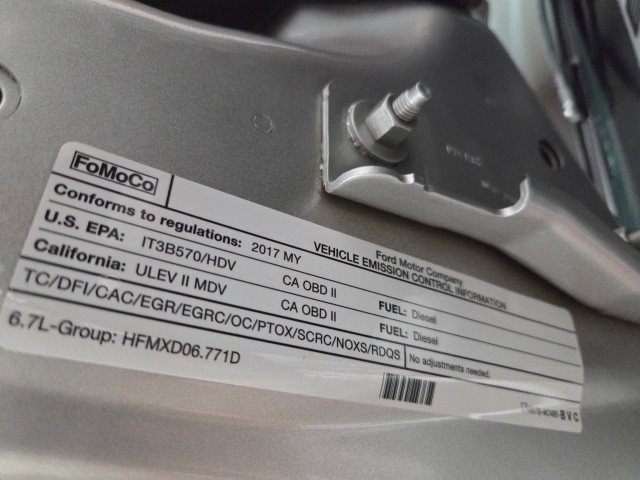 FoMoCo
Ford Motor Company
VEHICLE EMISSION CONTROL INFORMATION
Conforms to regulations: 2017 MY
U.S. EPA: IT3B570/HDV CA OBD II FUEL: Diesel
California: ULEV II MDV CA OBD II FUEL: Diesel
TC/DFI/CAC/EGR/EGRC/OC/PTOX/SCRC/NOXS/RDQS No adjustments needed.
6.7L-Group: HFMXD06.771D
BVC